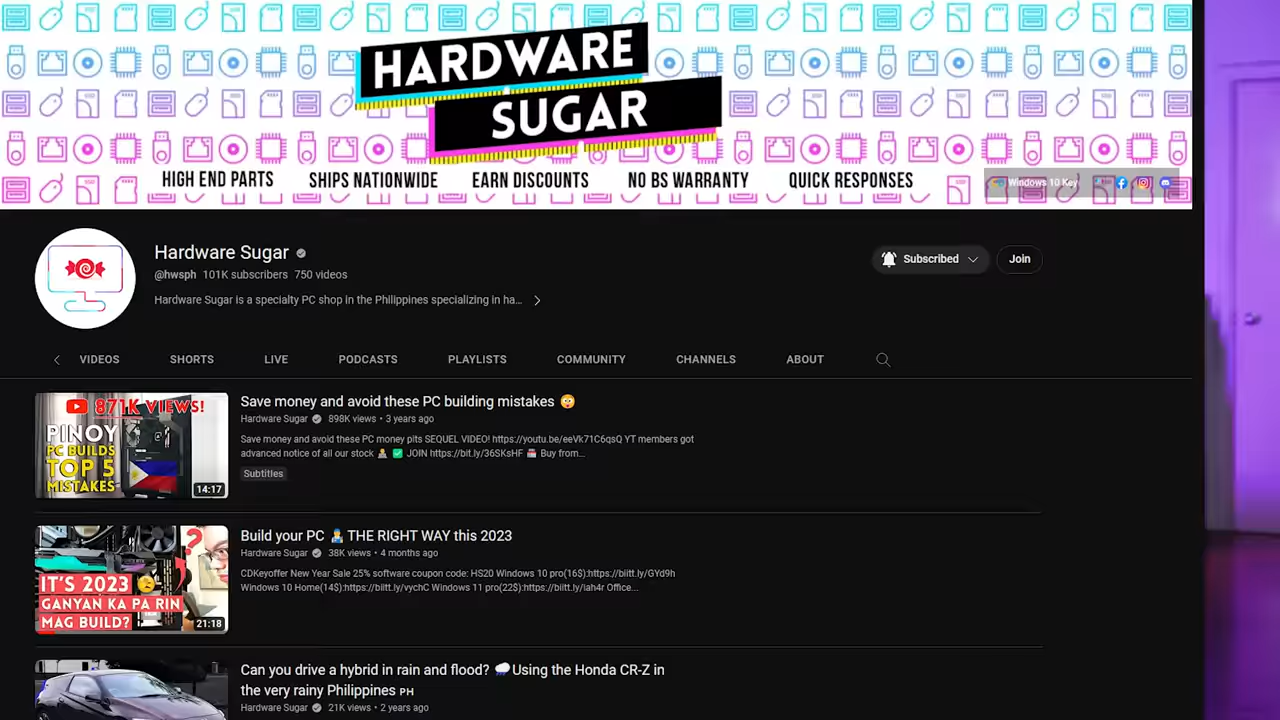 HARDWARE
SUGAR
HIGH END PARTS SHIPS NATIONWIDE EARN DISCOUNTS NO BS WARRANTY QUICK RESPONSES
Windows 10 Key
Hardware Sugar
@hwsph 101K subscribers 750 videos
Hardware Sugar is a specialty PC shop in the Philippines specializing in ha...
Subscribed
Join
VIDEOS SHORTS LIVE PODCASTS PLAYLISTS COMMUNITY CHANNELS ABOUT
871K VIEWS!
PINOY
PC BUILDS
TOP 5
MISTAKES
14:17
Save money and avoid these PC building mistakes 😳
Hardware Sugar 898K views • 3 years ago
Save money and avoid these PC money pits SEQUEL VIDEO! https://youtu.be/eeVk71C6qsQ YT members got
advanced notice of all our stock 🧑‍💼 ✅ JOIN https://bit.ly/36SKsHF 🏪 Buy from...
Subtitles
?
IT'S 2023
GANYAN KA PA RIN
MAG BUILD?
21:18
Build your PC 👨‍🔧 THE RIGHT WAY this 2023
Hardware Sugar 38K views • 4 months ago
CDKeyoffer New Year Sale 25% software coupon code: HS20 Windows 10 pro(16$):https://biitt.ly/GYd9h
Windows 10 Home(14$):https://biitt.ly/vychC Windows 11 pro(22$):https://biitt.ly/iah4r Office...
Can you drive a hybrid in rain and flood? 🌧️ Using the Honda CR-Z in
the very rainy Philippines PH
Hardware Sugar 21K views • 2 years ago